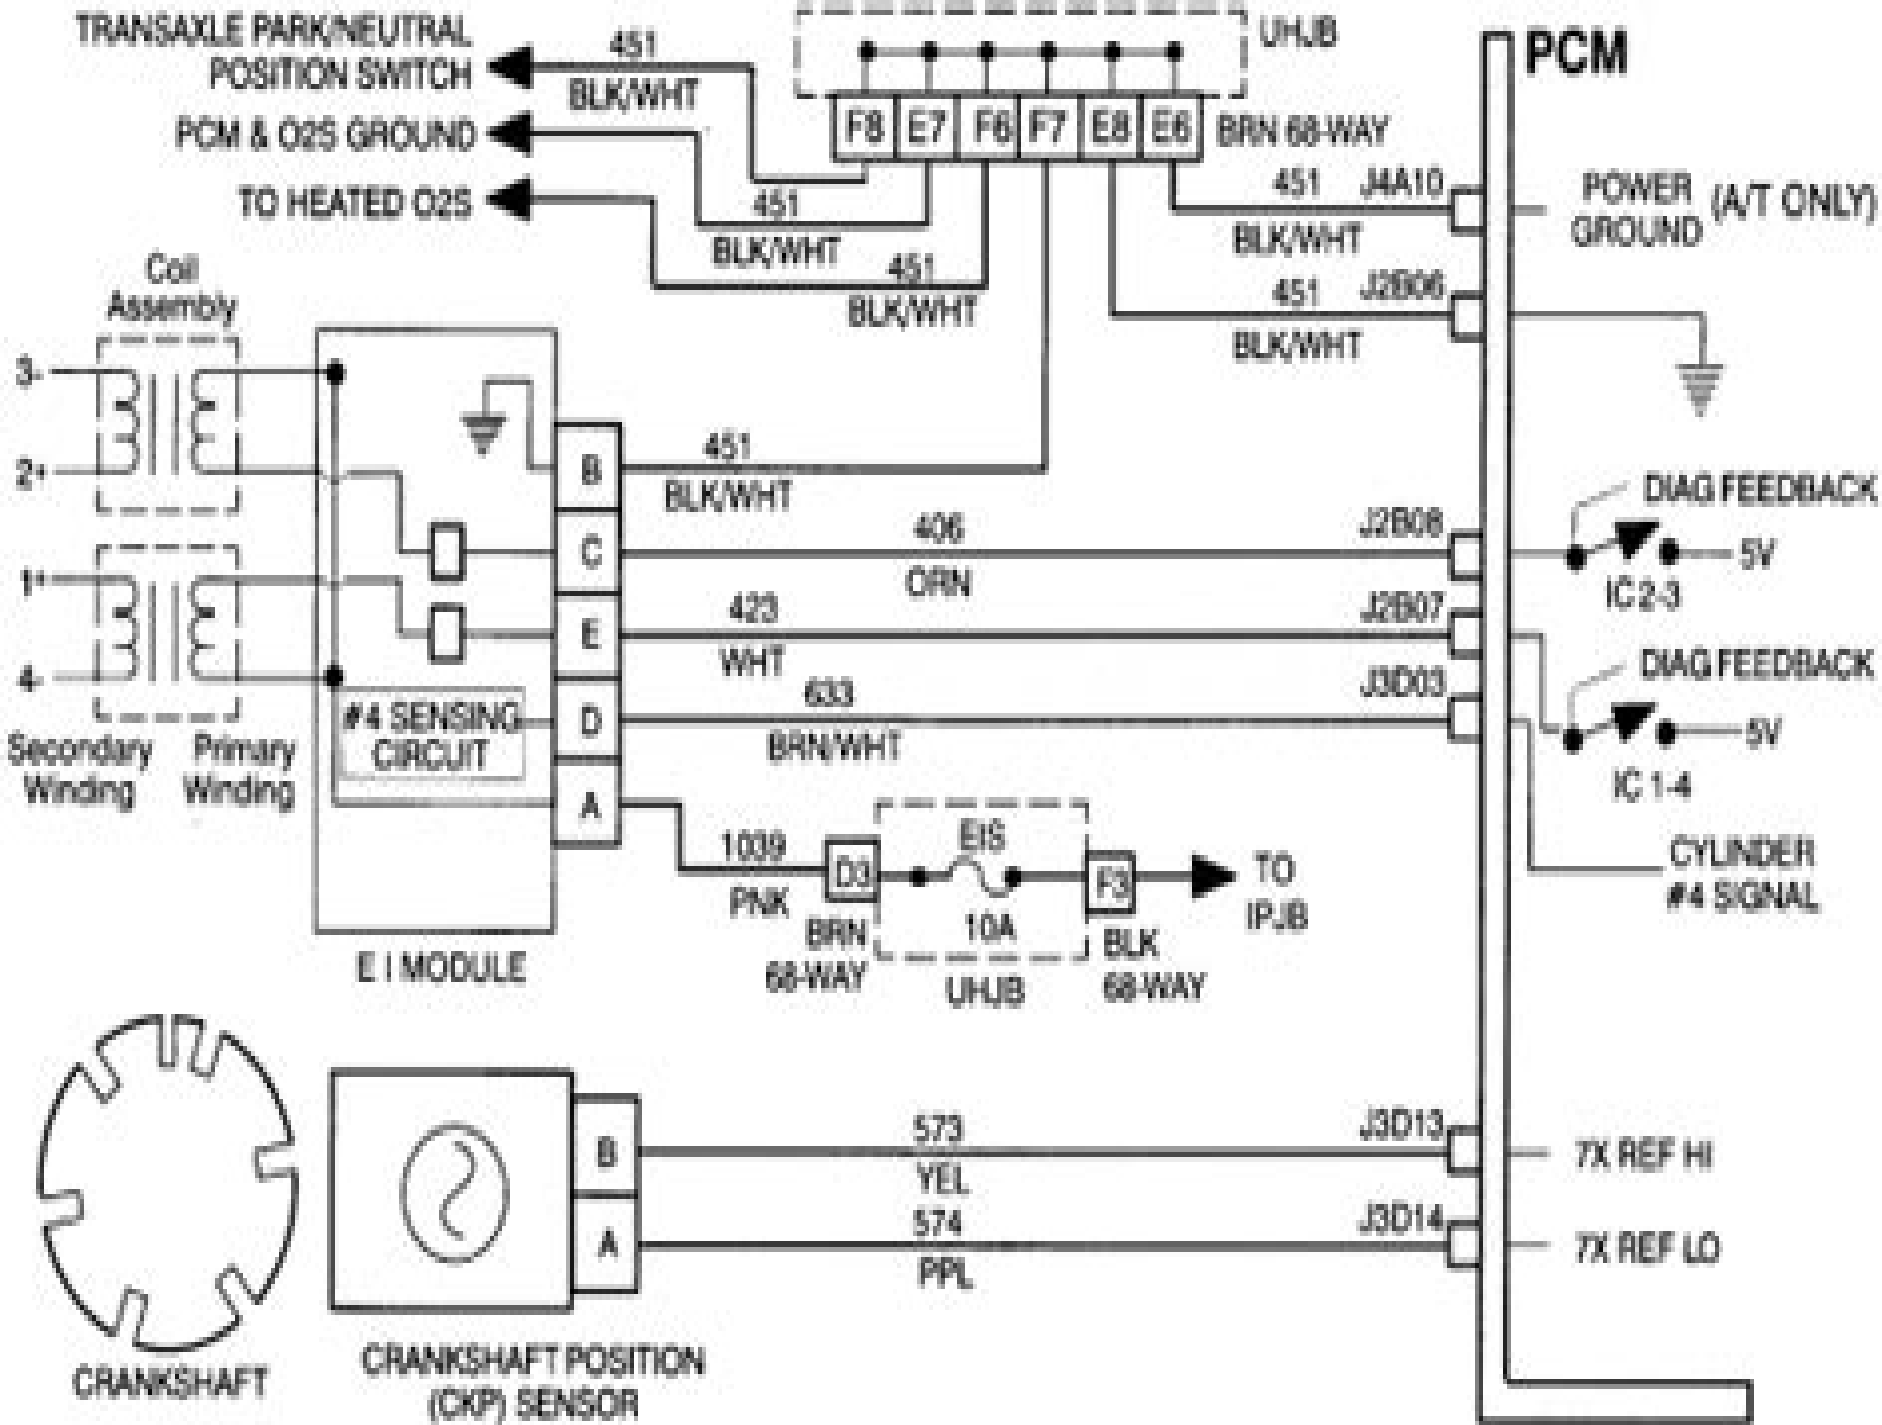 TRANSAXLE PARK/NEUTRAL
POSITION SWITCH
451
BLK/WHT
UHJB
PCM
PCM & O2S GROUND
F8 E7 F6 F7 E8 E6
BRN 68-WAY
TO HEATED O2S
451
BLK/WHT
451
BLK/WHT
451
J4A10
BLK/WHT
POWER
GROUND
(A/T ONLY)
451
J2B06
BLK/WHT
Coil
Assembly
3-
2+
1+
4-
Secondary
Winding
Primary
Winding
B
451
BLK/WHT
C
406
ORN
J2B08
DIAG FEEDBACK
5V
IC 2-3
E
423
WHT
J2B07
DIAG FEEDBACK
5V
IC 1-4
#4 SENSING
CIRCUIT
D
633
BRN/WHT
J3D03
CYLINDER
#4 SIGNAL
A
1039
PNK
D3
BRN
68-WAY
EIS
10A
UHJB
F3
BLK
68-WAY
TO
IPJB
E I MODULE
B
573
YEL
J3D13
7X REF HI
A
574
PPL
J3D14
7X REF LO
CRANKSHAFT
CRANKSHAFT POSITION
(CKP) SENSOR